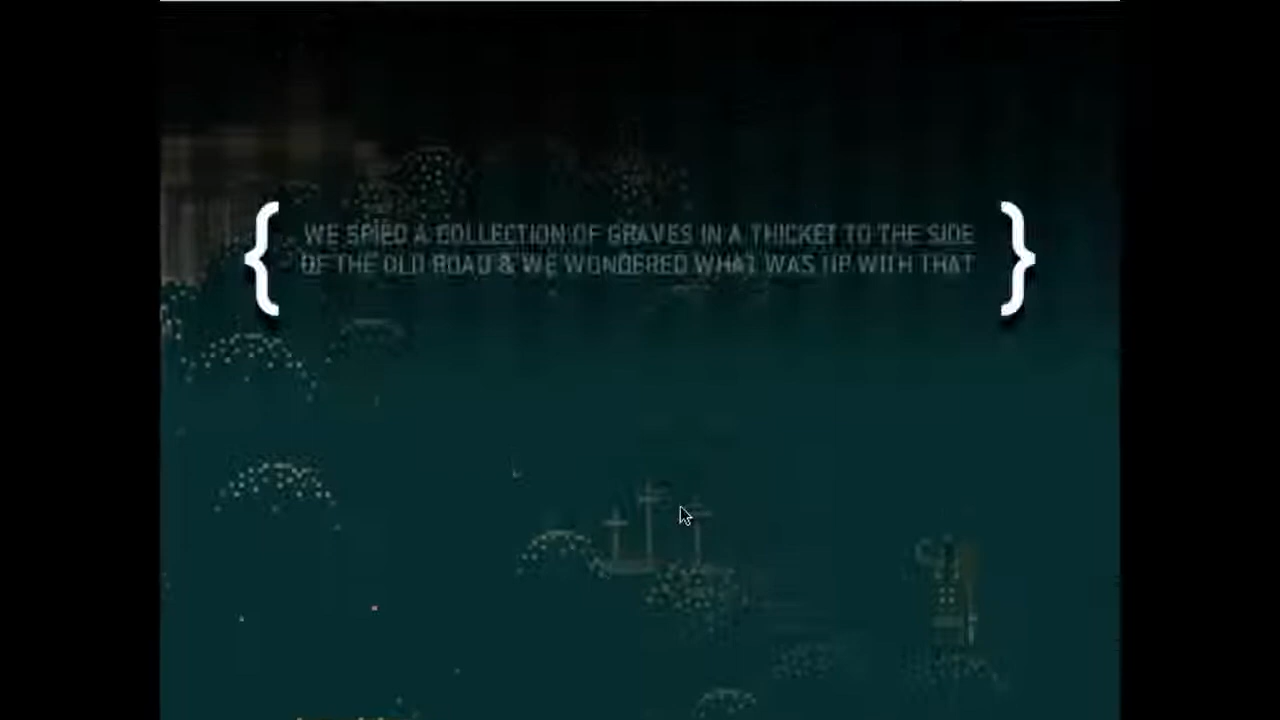 { WE SPIED A COLLECTION OF GRAVES IN A THICKET TO THE SIDE
OF THE OLD ROAD & WE WONDERED WHAT WAS UP WITH THAT }